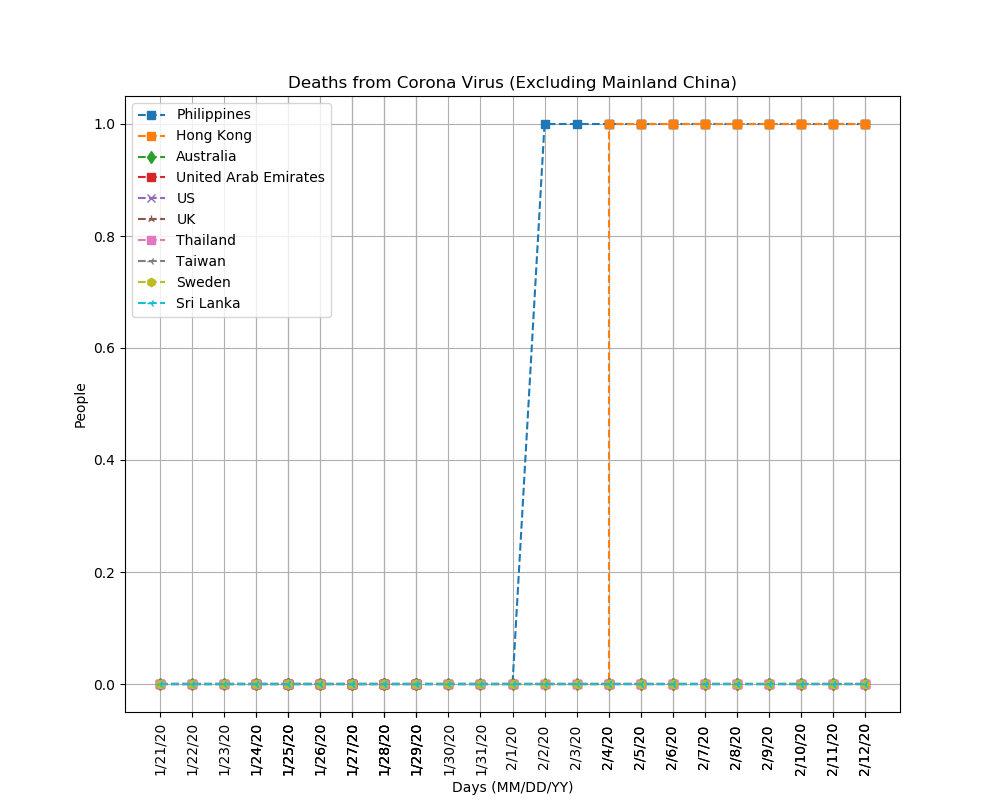 Deaths from Corona Virus (Excluding Mainland China)
Philippines
Hong Kong
Australia
United Arab Emirates
US
UK
Thailand
Taiwan
Sweden
Sri Lanka
1.0
0.8
0.6
0.4
0.2
0.0
People
1/21/20
1/22/20
1/23/20
1/24/20
1/25/20
1/26/20
1/27/20
1/28/20
1/29/20
1/30/20
1/31/20
2/1/20
2/2/20
2/3/20
2/4/20
2/5/20
2/6/20
2/7/20
2/8/20
2/9/20
2/10/20
2/11/20
2/12/20
Days (MM/DD/YY)